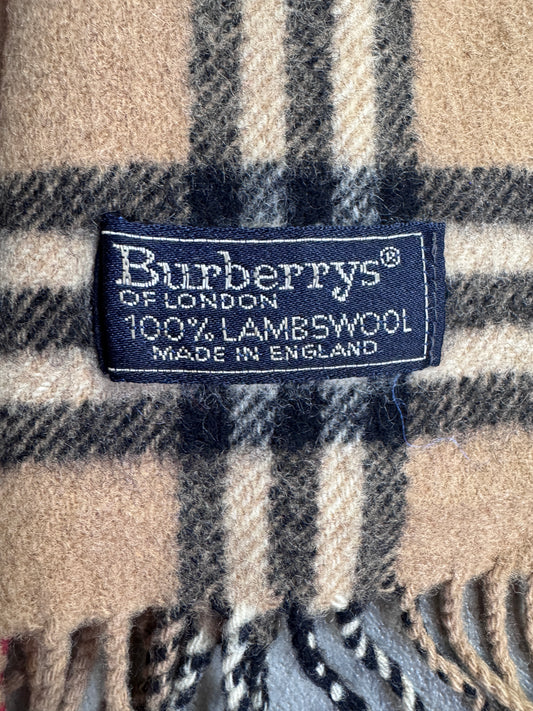 Burberrys®
OF LONDON
100% LAMBSWOOL
MADE IN ENGLAND